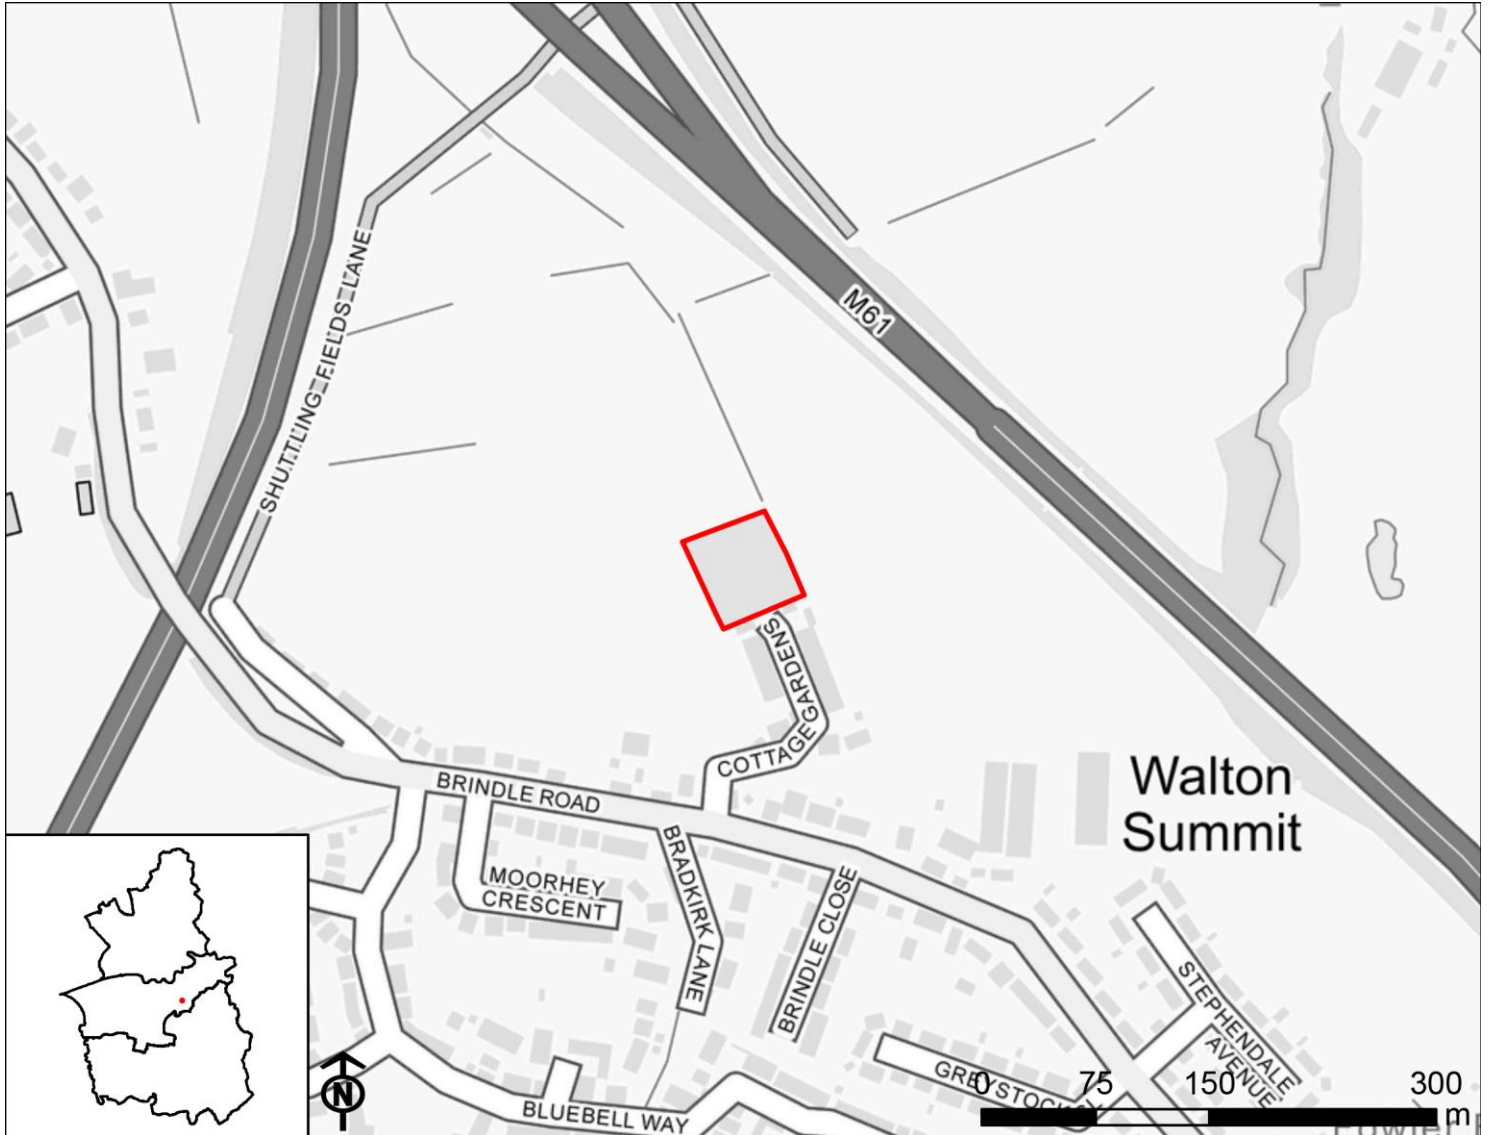 M61
SHUTTLING FIELDS LANE
COTTAGE GARDENS
BRINDLE ROAD
Walton
Summit
MOORHEY
CRESCENT
BRADKIRK LANE
BRINDLE CLOSE
STEPHENDALE
AVENUE
N
0 75 150 300
m
BLUEBELL WAY